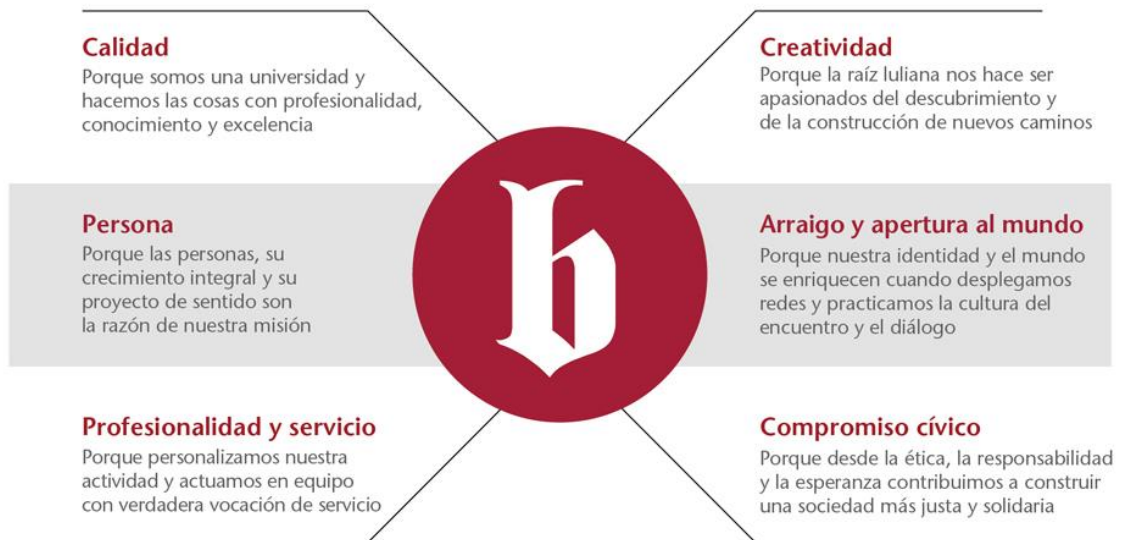 Calidad
Porque somos una universidad y
hacemos las cosas con profesionalidad,
conocimiento y excelencia
Creatividad
Porque la raíz luliana nos hace ser
apasionados del descubrimiento y
de la construcción de nuevos caminos
Persona
Porque las personas, su
crecimiento integral y su
proyecto de sentido son
la razón de nuestra misión
h
Arraigo y apertura al mundo
Porque nuestra identidad y el mundo
se enriquecen cuando desplegamos
redes y practicamos la cultura del
encuentro y el diálogo
Profesionalidad y servicio
Porque personalizamos nuestra
actividad y actuamos en equipo
con verdadera vocación de servicio
Compromiso cívico
Porque desde la ética, la responsabilidad
y la esperanza contribuimos a construir
una sociedad más justa y solidaria